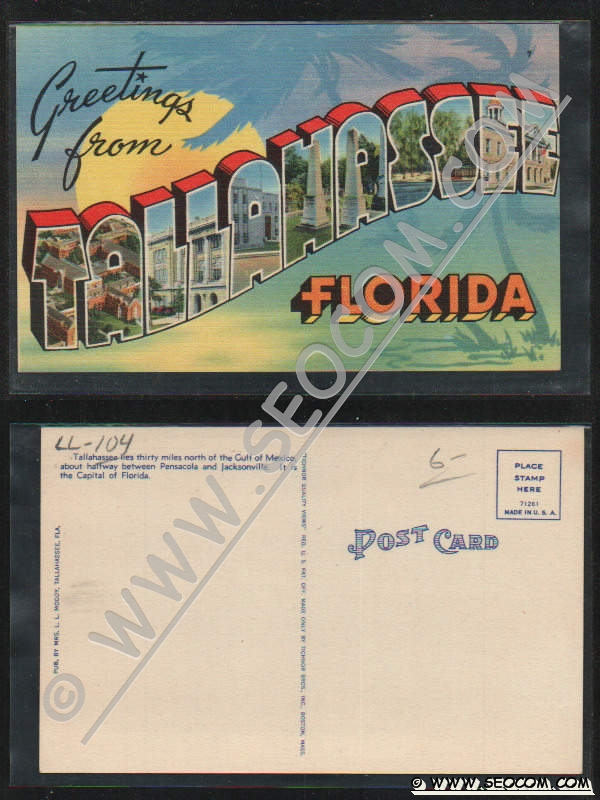 Greetings
from
TALLAHASSEE
FLORIDA
LL-104
Tallahassee lies thirty miles north of the Gulf of Mexico,
about halfway between Pensacola and Jacksonville. It is
the Capital of Florida.
6-
PLACE
STAMP
HERE
71261
MADE IN U. S. A.
POST CARD
PUB. BY MRS. L. L. MOODY, TALLAHASSEE, FLA.
"TICHNOR QUALITY VIEWS" REG. U. S. PAT. OFF. MADE ONLY BY TICHNOR BROS., INC., BOSTON, MASS.
© WWW.SEOCOM.COM
© WWW.SEOCOM.COM